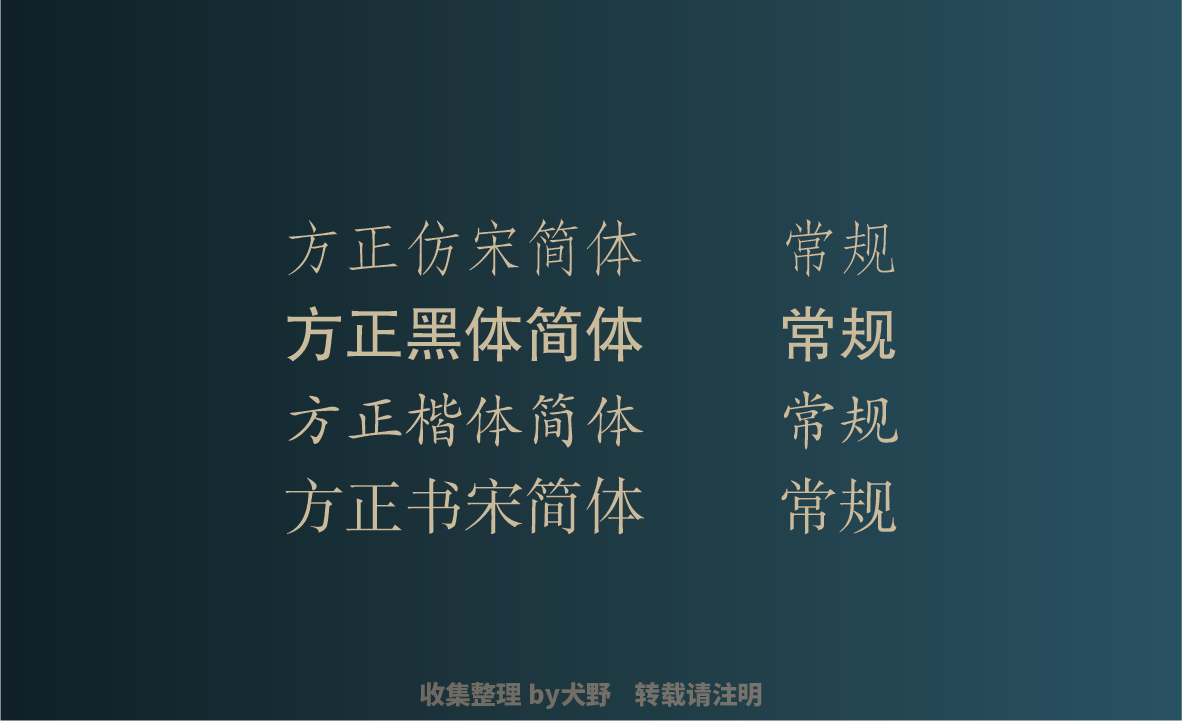 方正仿宋简体 常规
方正黑体简体 常规
方正楷体简体 常规
方正书宋简体 常规
收集整理 by犬野 转载请注明